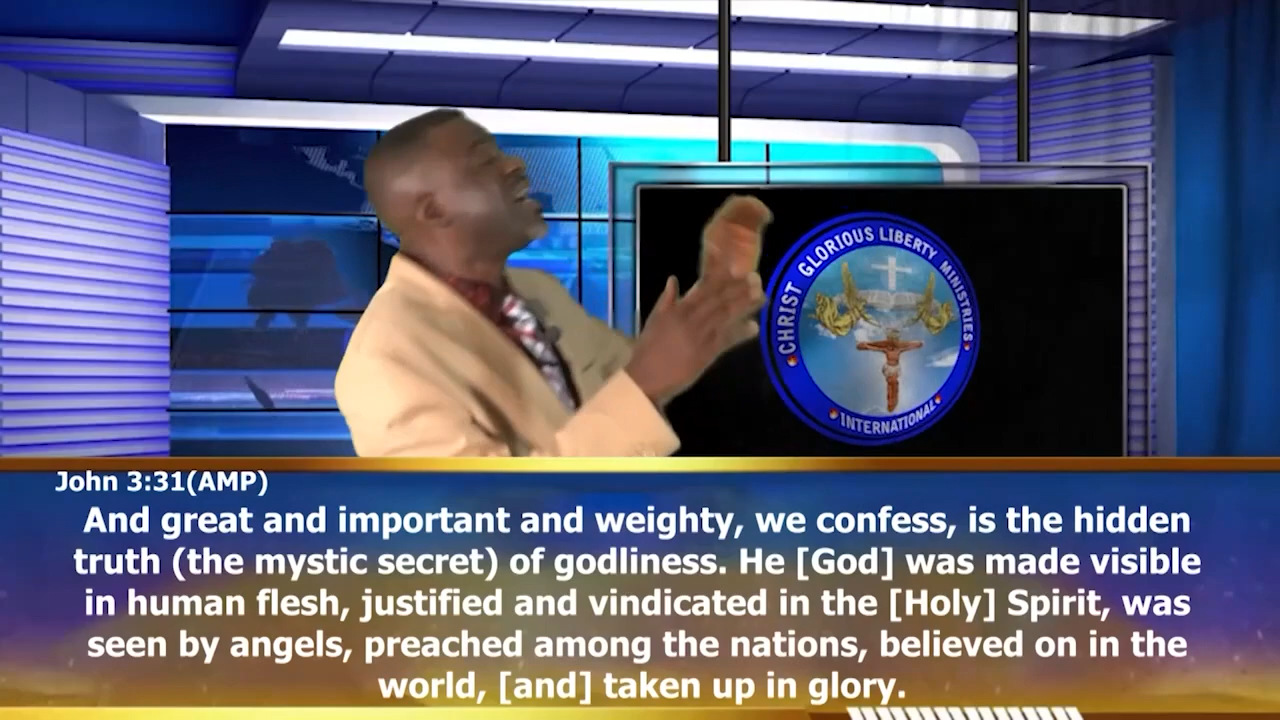 CHRIST GLORIOUS LIBERTY MINISTRIES
INTERNATIONAL
John 3:31(AMP)
And great and important and weighty, we confess, is the hidden
truth (the mystic secret) of godliness. He [God] was made visible
in human flesh, justified and vindicated in the [Holy] Spirit, was
seen by angels, preached among the nations, believed on in the
world, [and] taken up in glory.